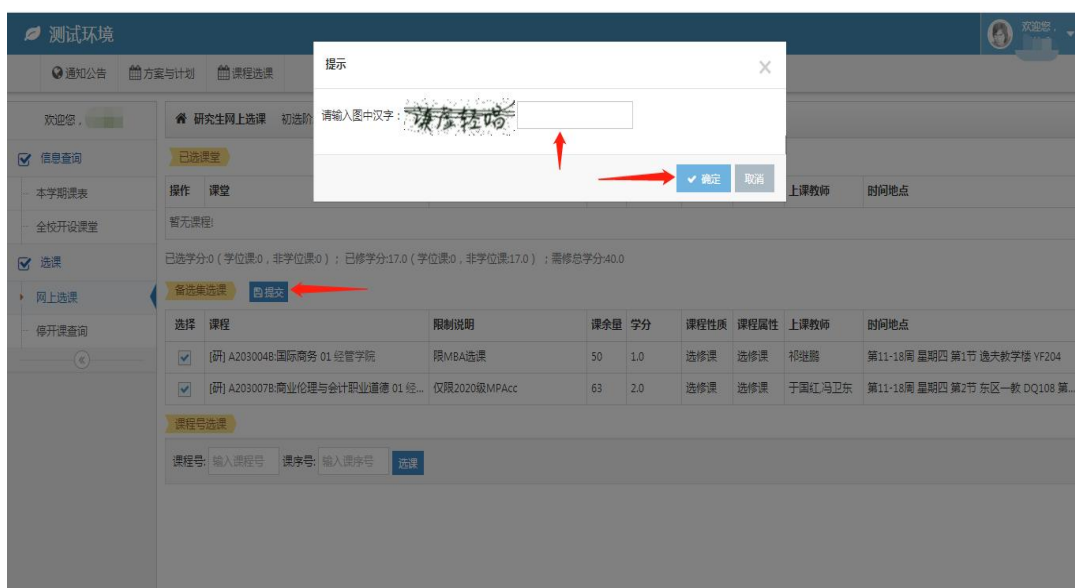 测试环境
欢迎您，
通知公告 方案与计划 课程选课
提示
请输入图中汉字：
确定 取消
欢迎您，
研究生网上选课 初选阶
信息查询
本学期课表
全校开设课堂
选课
网上选课
停开课查询
已选课堂
操作 课堂 上课教师 时间地点
暂无课程!
已选学分:0（学位课:0，非学位课:0）；已修学分:17.0（学位课:0，非学位课:17.0）；需修总学分:40.0
备选集选课 提交
选择 课程 限制说明 课余量 学分 课程性质 课程属性 上课教师 时间地点
[研] A203004B:国际商务 01 经管学院 限MBA选课 50 1.0 选修课 选修课 祁继鹏 第11-18周 星期四 第1节 逸夫教学楼 YF204
[研] A203007B:商业伦理与会计职业道德 01 经... 仅限2020级MPAcc 63 2.0 选修课 选修课 于国红,冯卫东 第11-18周 星期四 第2节 东区一教 DQ108 第...
课程号选课
课程号: 输入课程号 课序号: 输入课序号 选课